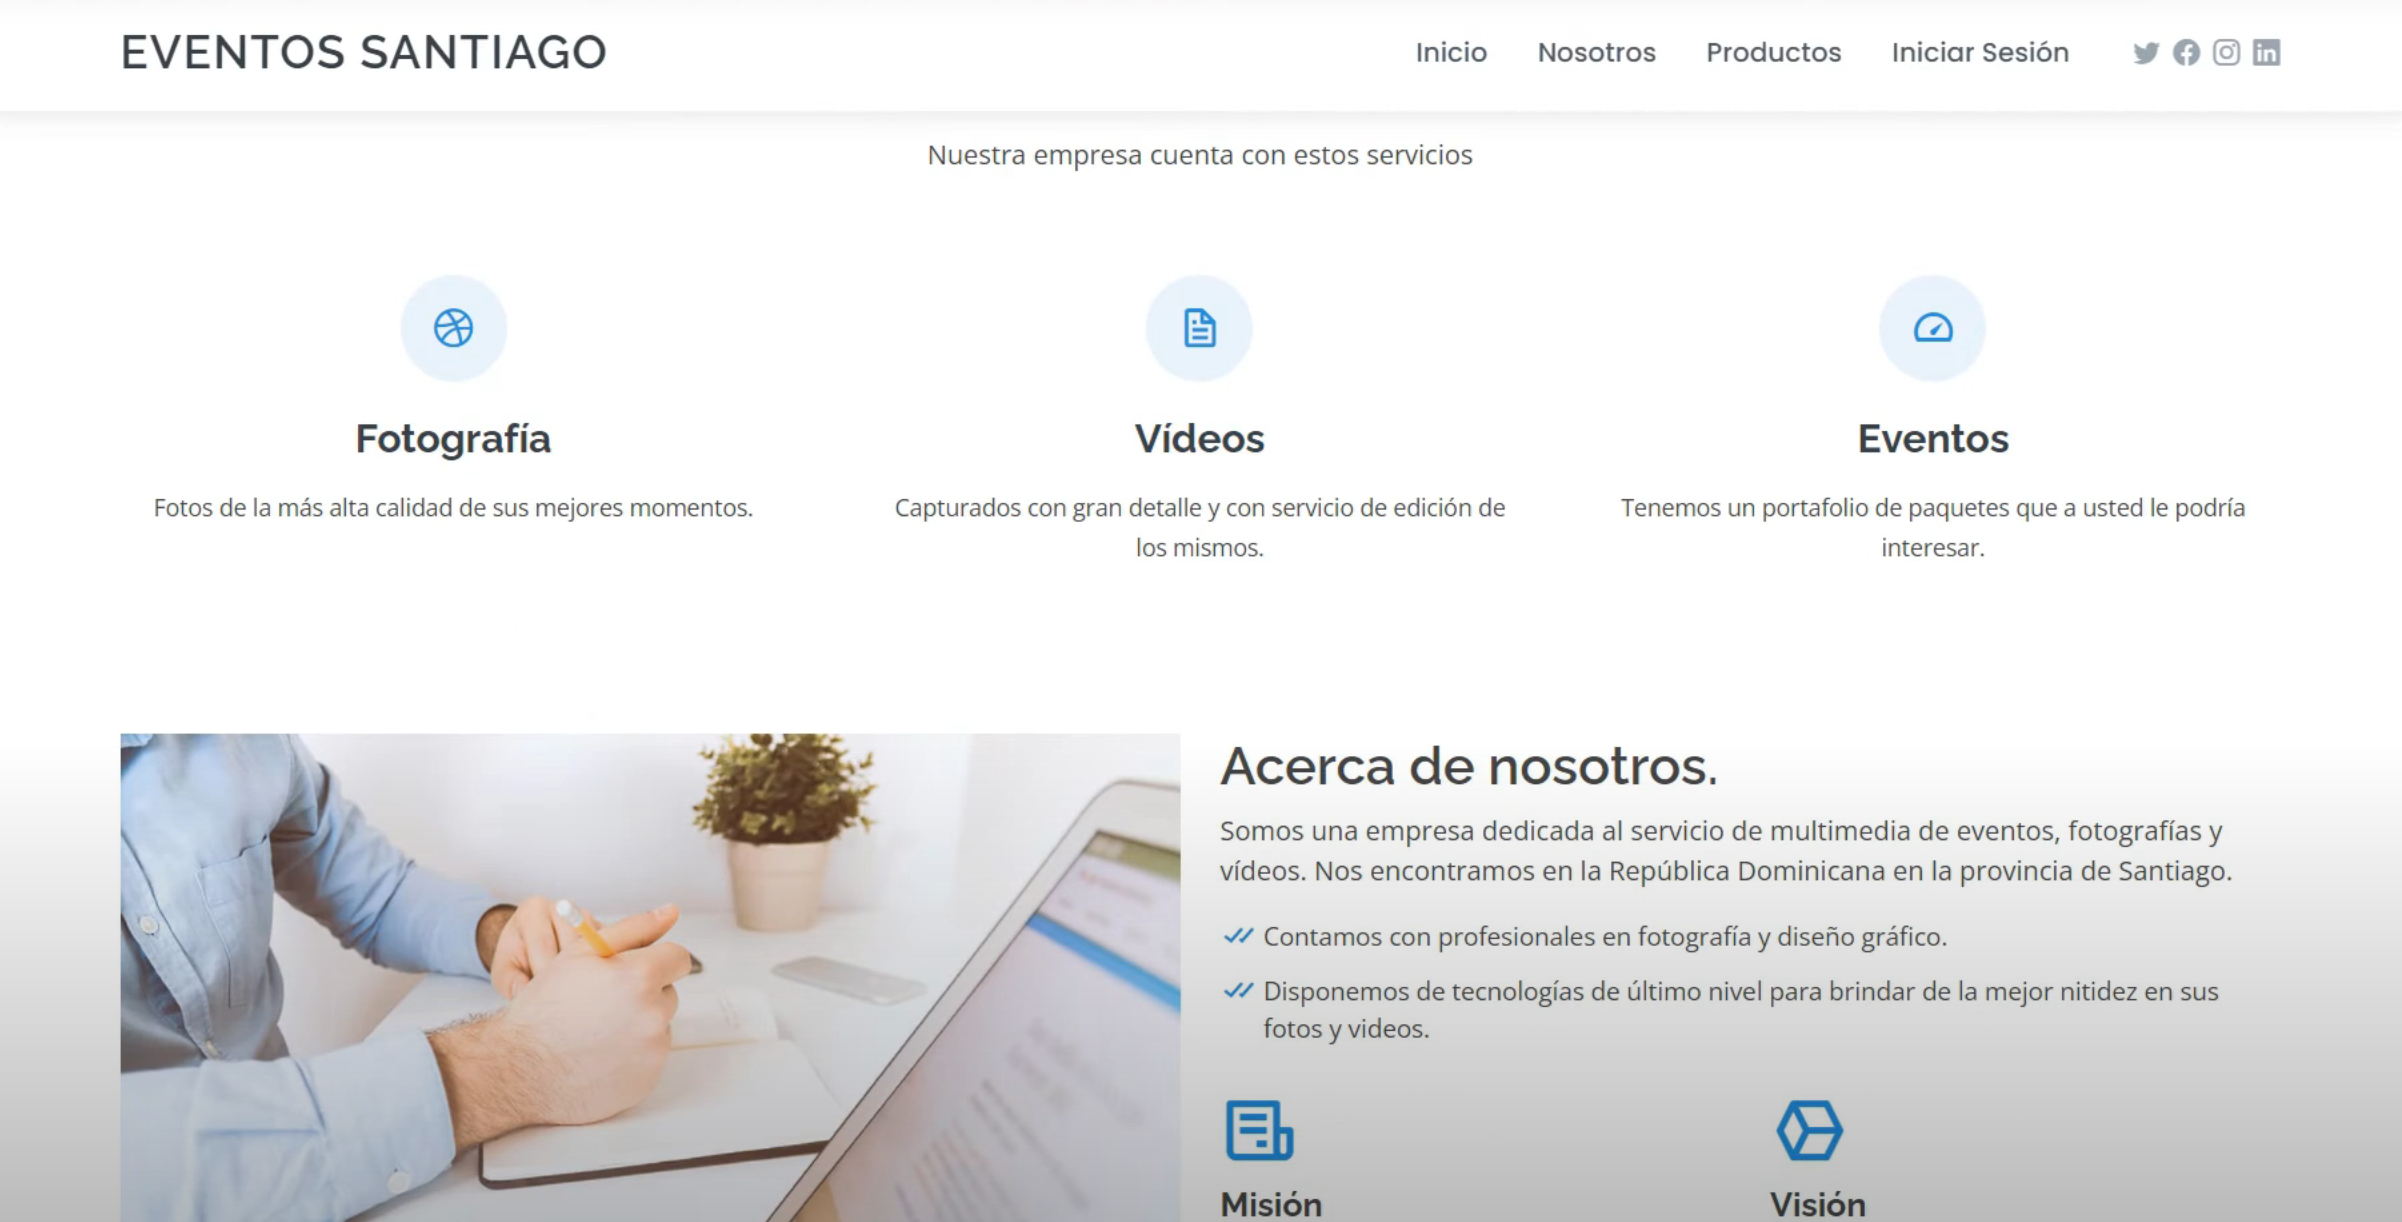 EVENTOS SANTIAGO
Inicio Nosotros Productos Iniciar Sesión
Nuestra empresa cuenta con estos servicios
Fotografía
Fotos de la más alta calidad de sus mejores momentos.
Vídeos
Capturados con gran detalle y con servicio de edición de
los mismos.
Eventos
Tenemos un portafolio de paquetes que a usted le podría
interesar.
Acerca de nosotros.
Somos una empresa dedicada al servicio de multimedia de eventos, fotografías y
vídeos. Nos encontramos en la República Dominicana en la provincia de Santiago.
Contamos con profesionales en fotografía y diseño gráfico.
Disponemos de tecnologías de último nivel para brindar de la mejor nitidez en sus
fotos y videos.
Misión
Visión